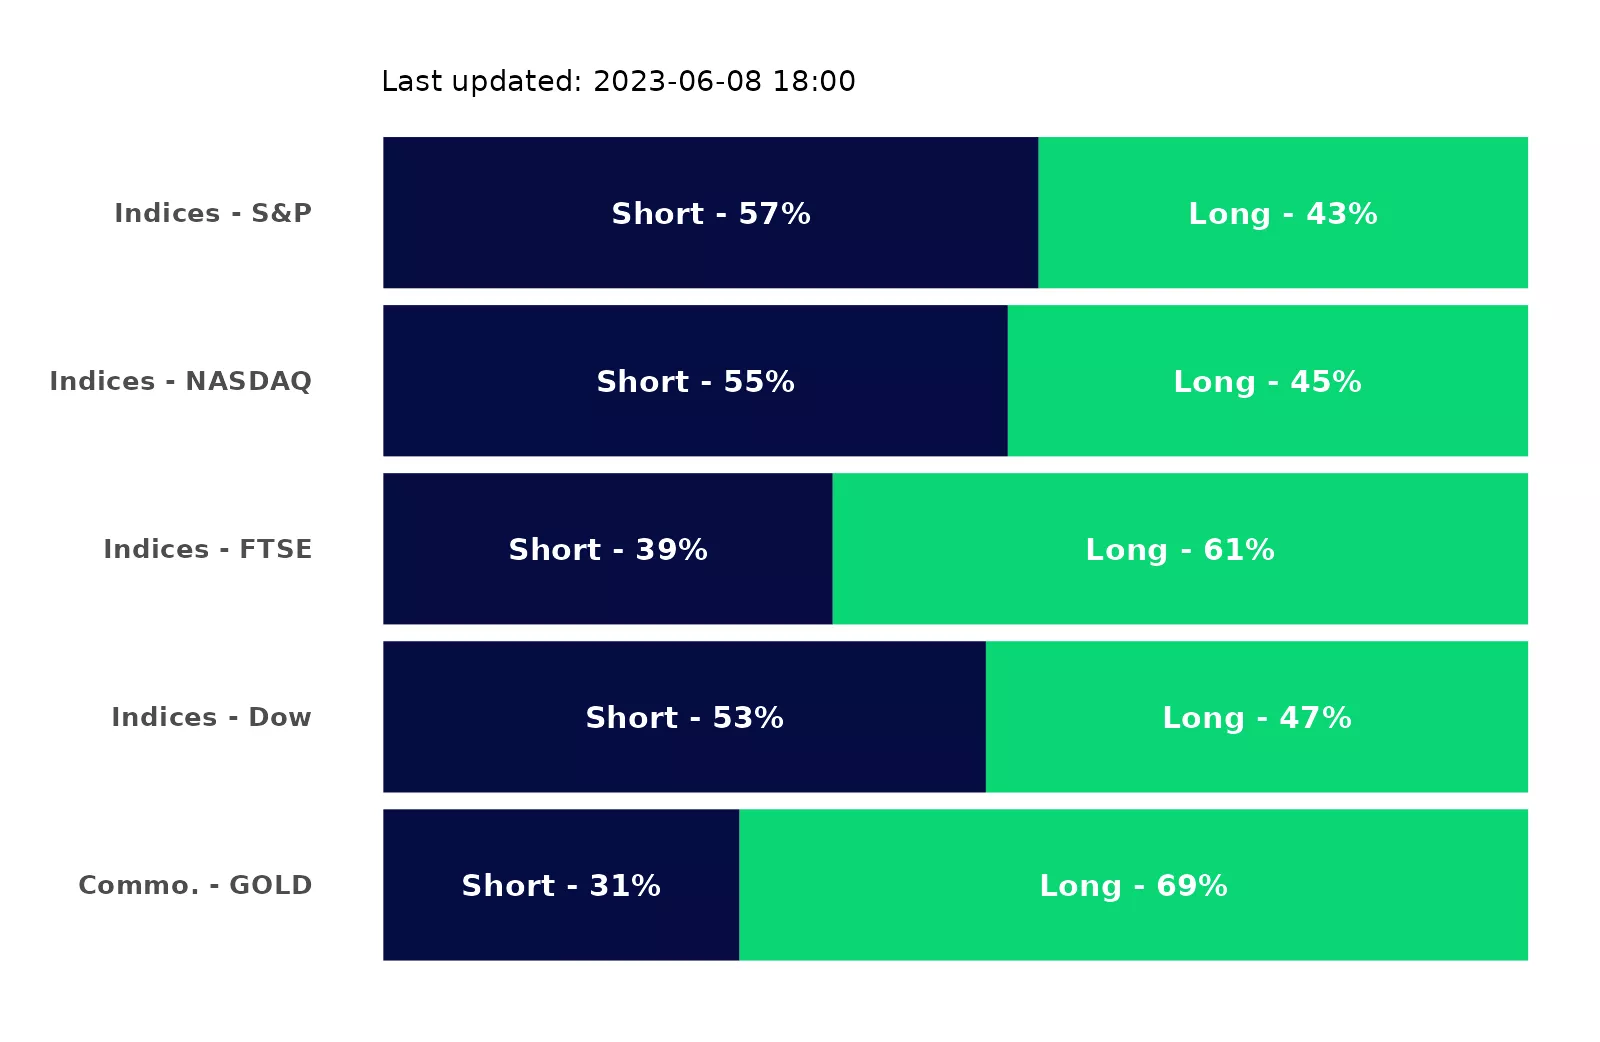 Last updated: 2023-06-08 18:00
Indices - S&P Short - 57% Long - 43%
Indices - NASDAQ Short - 55% Long - 45%
Indices - FTSE Short - 39% Long - 61%
Indices - Dow Short - 53% Long - 47%
Commo. - GOLD Short - 31% Long - 69%